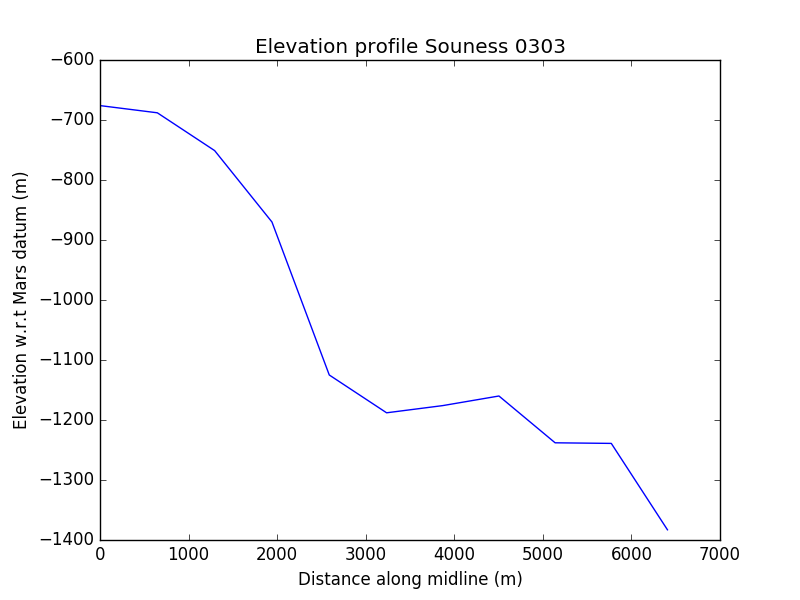 Elevation profile Souness 0303
−600
−700
−800
−900
−1000
−1100
−1200
−1300
−1400
Elevation w.r.t Mars datum (m)
0 1000 2000 3000 4000 5000 6000 7000
Distance along midline (m)